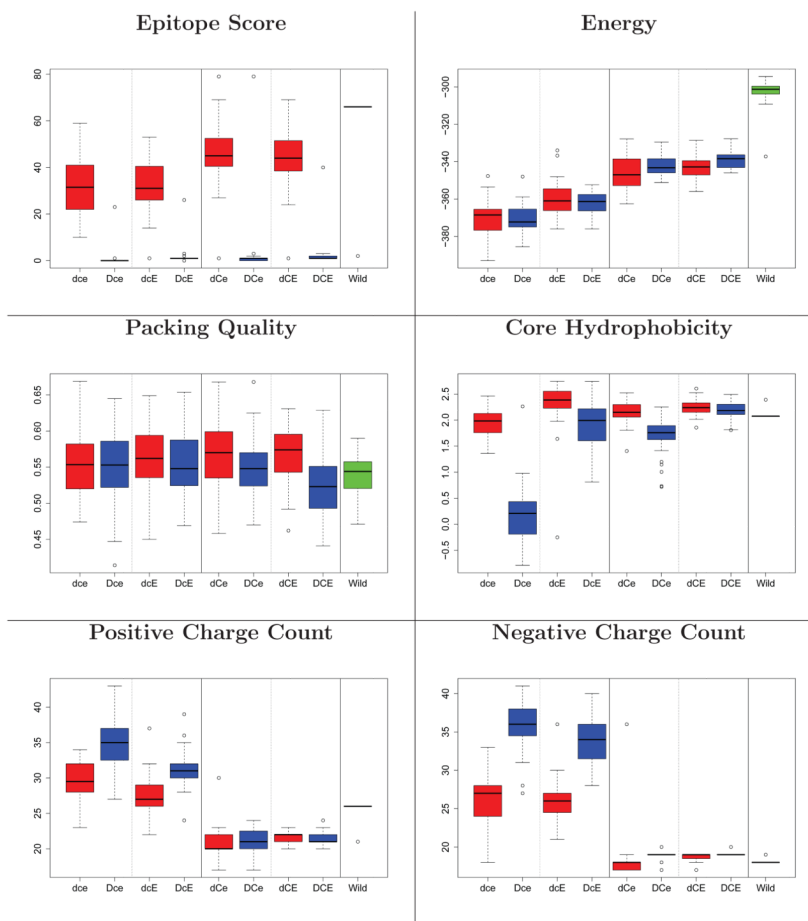 Epitope Score
Energy
80
60
40
20
0
dce Dce dcE DcE dCe DCe dCE DCE Wild
−300
−320
−340
−360
−380
dce Dce dcE DcE dCe DCe dCE DCE Wild
Packing Quality
Core Hydrophobicity
0.65
0.60
0.55
0.50
0.45
dce Dce dcE DcE dCe DCe dCE DCE Wild
2.5
2.0
1.5
1.0
0.5
0.0
−0.5
dce Dce dcE DcE dCe DCe dCE DCE Wild
Positive Charge Count
Negative Charge Count
40
35
30
25
20
dce Dce dcE DcE dCe DCe dCE DCE Wild
40
35
30
25
20
dce Dce dcE DcE dCe DCe dCE DCE Wild